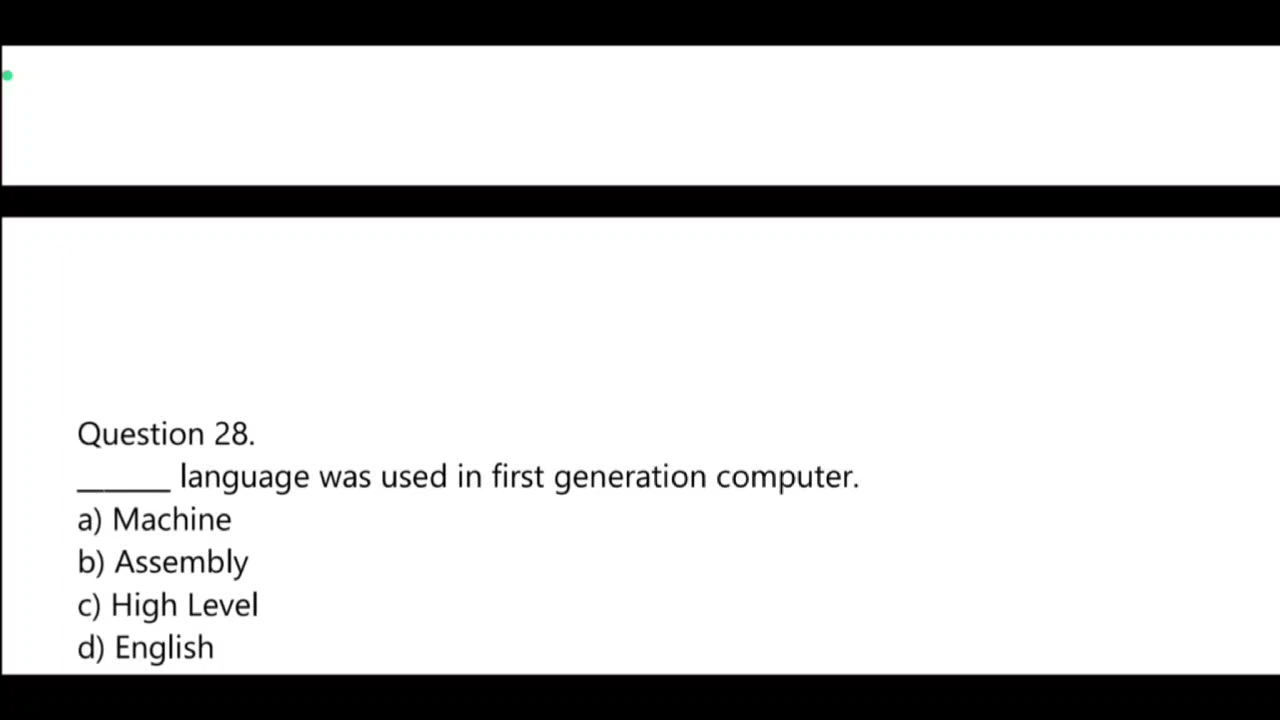 Question 28.
______ language was used in first generation computer.
a) Machine
b) Assembly
c) High Level
d) English